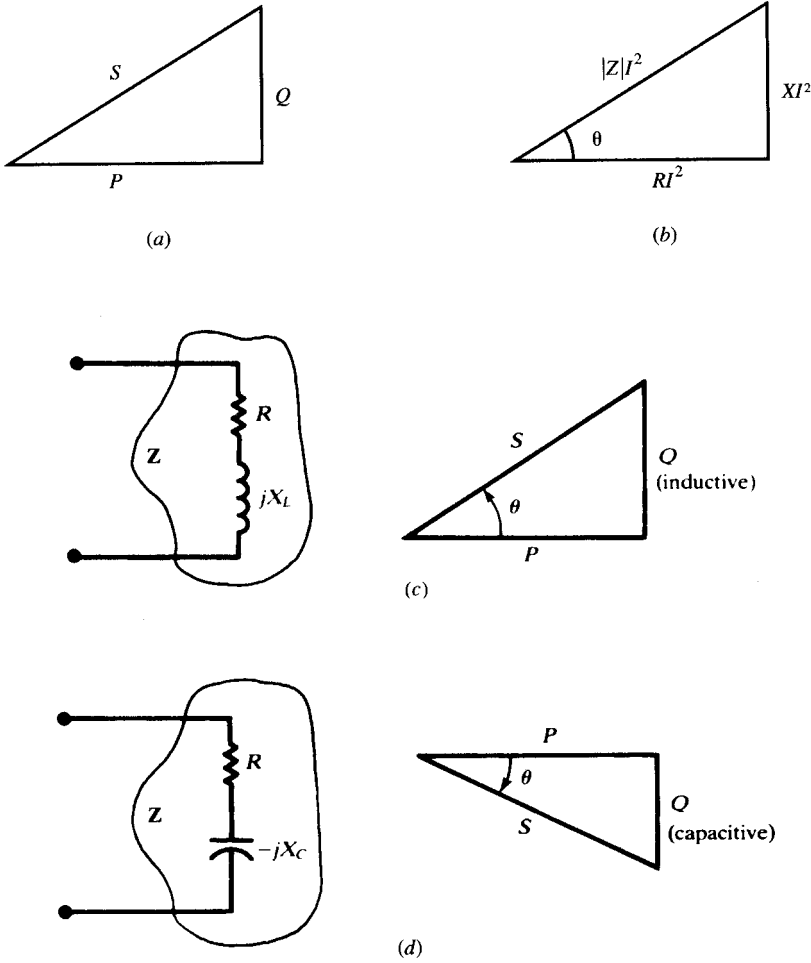 S
Q
P
(a)
|Z|I²
XI²
θ
RI²
(b)
R
Z
jX_L
S
Q
(inductive)
θ
P
(c)
R
Z
-jX_C
P
θ
Q
(capacitive)
S
(d)